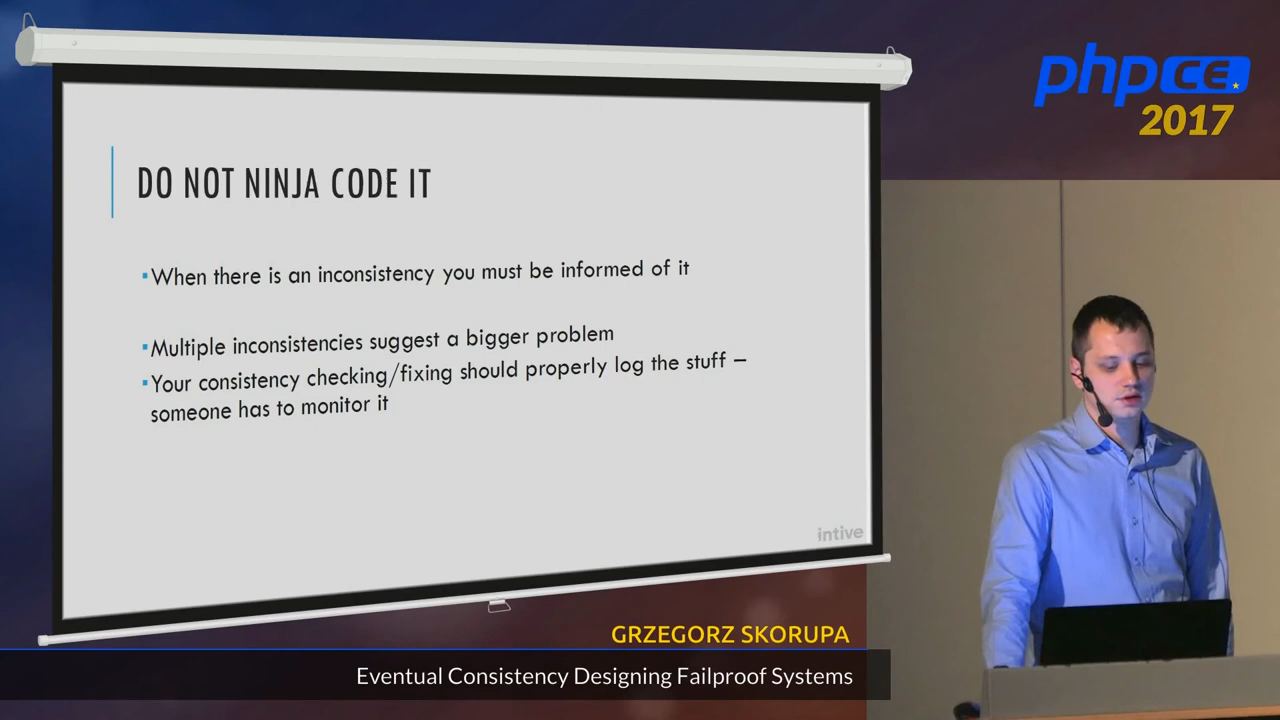 phpCE
2017
DO NOT NINJA CODE IT
▪When there is an inconsistency you must be informed of it
▪Multiple inconsistencies suggest a bigger problem
▪Your consistency checking/fixing should properly log the stuff –
someone has to monitor it
intive
GRZEGORZ SKORUPA
Eventual Consistency Designing Failproof Systems